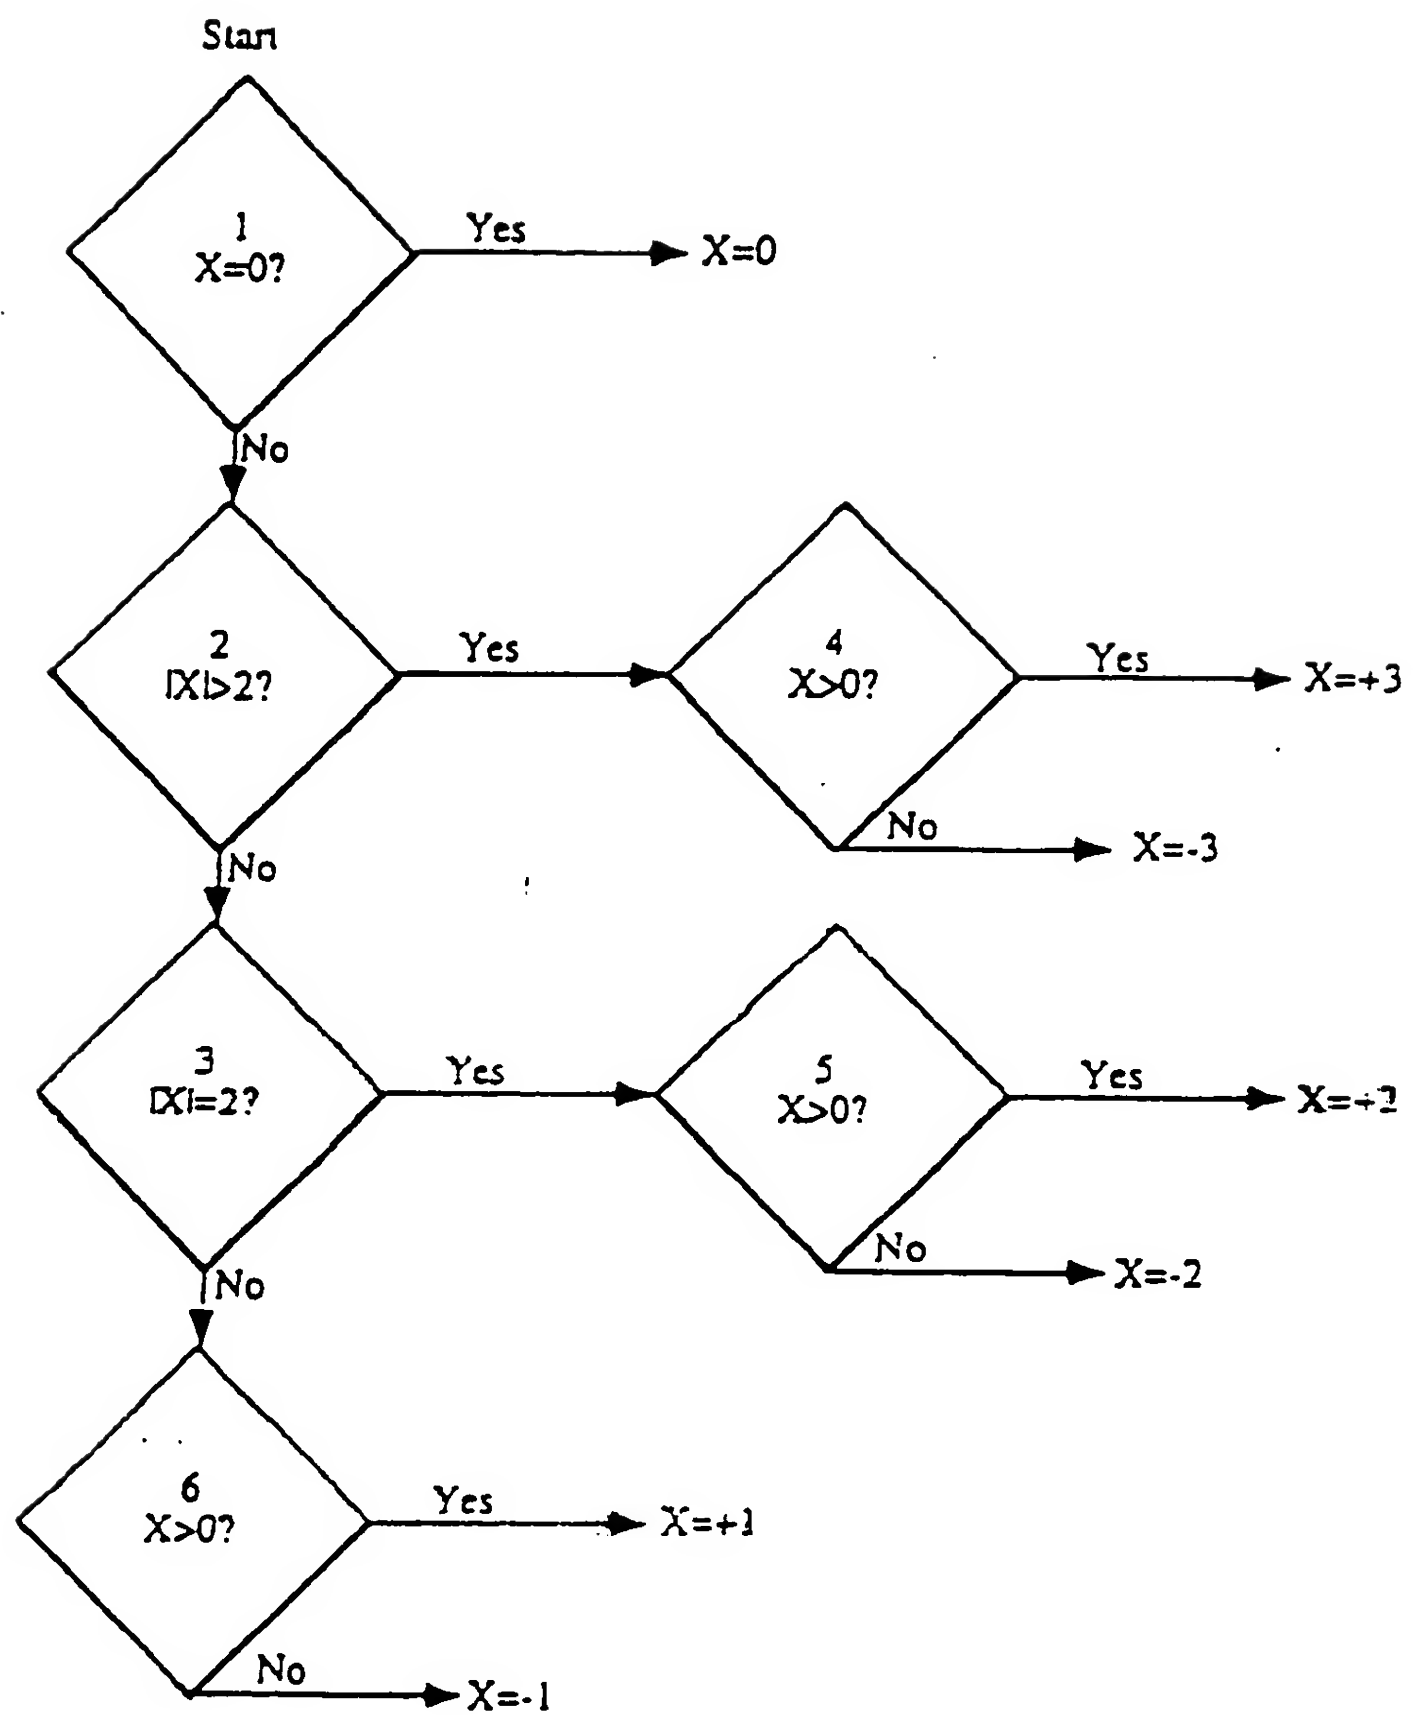 Start
1
X=0?
Yes
X=0
No
2
|X|>2?
Yes
4
X>0?
Yes
X=+3
No
X=-3
No
3
|X|=2?
Yes
5
X>0?
Yes
X=+2
No
X=-2
No
6
X>0?
Yes
X=+1
No
X=-1